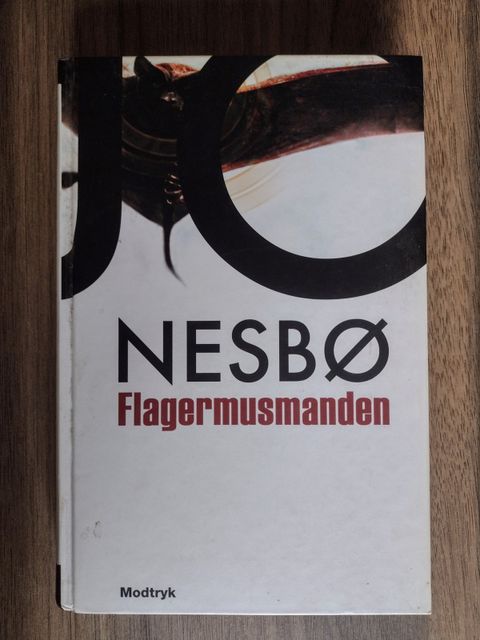 JO
NESBØ
Flagermusmanden
Modtryk